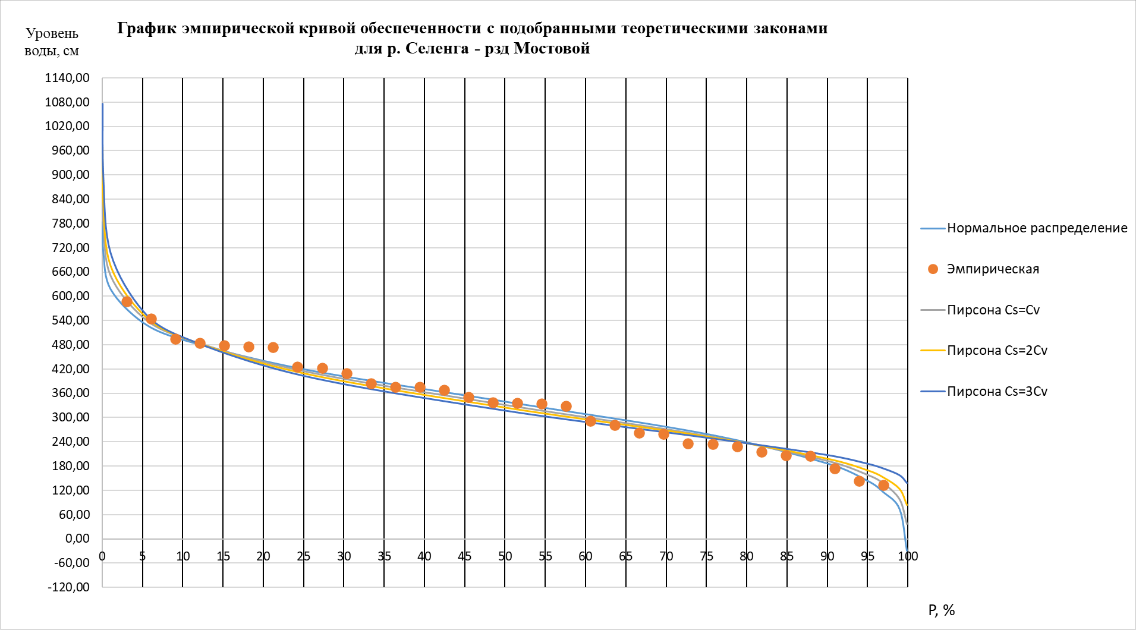 График эмпирической кривой обеспеченности с подобранными теоретическими законами
для р. Селенга - рзд Мостовой
Уровень
воды, см
1140,00
1080,00
1020,00
960,00
900,00
840,00
780,00
720,00
660,00
600,00
540,00
480,00
420,00
360,00
300,00
240,00
180,00
120,00
60,00
0,00
-60,00
-120,00
0 5 10 15 20 25 30 35 40 45 50 55 60 65 70 75 80 85 90 95 100
P, %
Нормальное распределение
Эмпирическая
Пирсона Cs=Cv
Пирсона Cs=2Cv
Пирсона Cs=3Cv